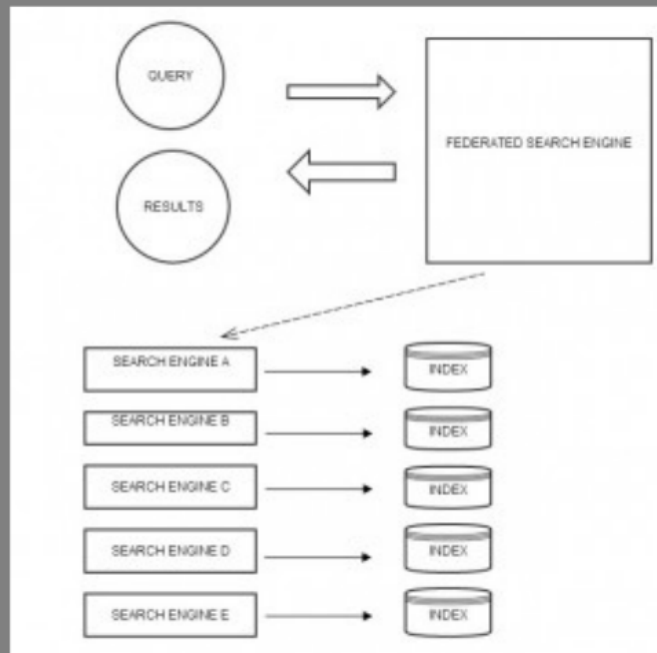 QUERY
FEDERATED SEARCH ENGINE
RESULTS
SEARCH ENGINE A
INDEX
SEARCH ENGINE B
INDEX
SEARCH ENGINE C
INDEX
SEARCH ENGINE D
INDEX
SEARCH ENGINE E
INDEX